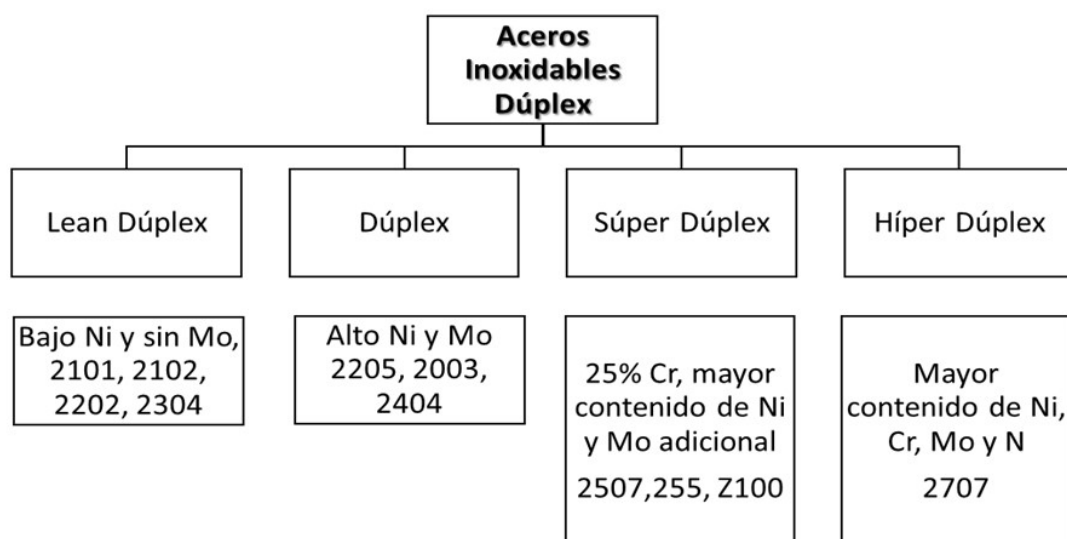 Aceros
Inoxidables
Dúplex
Lean Dúplex
Dúplex
Súper Dúplex
Híper Dúplex
Bajo Ni y sin Mo,
2101, 2102,
2202, 2304
Alto Ni y Mo
2205, 2003,
2404
25% Cr, mayor
contenido de Ni
y Mo adicional
2507,255, Z100
Mayor
contenido de Ni,
Cr, Mo y N
2707